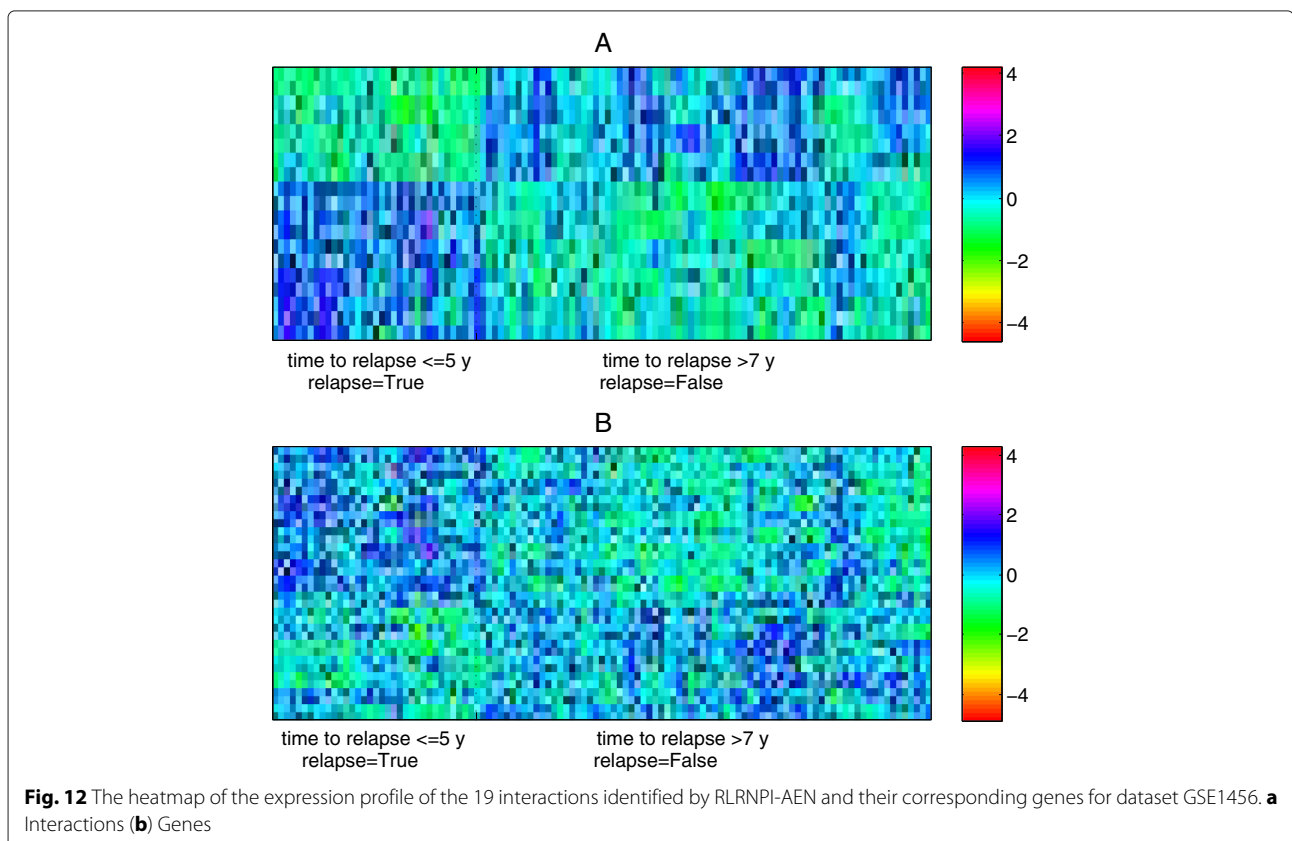 A
4
2
0
−2
−4
time to relapse <=5 y
relapse=True
time to relapse >7 y
relapse=False
B
4
2
0
−2
−4
time to relapse <=5 y
relapse=True
time to relapse >7 y
relapse=False
Fig. 12 The heatmap of the expression profile of the 19 interactions identified by RLRNPI-AEN and their corresponding genes for dataset GSE1456. a
Interactions (b) Genes